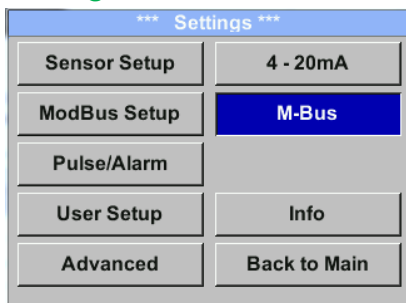 *** Settings ***
Sensor Setup
4 - 20mA
ModBus Setup
M-Bus
Pulse/Alarm
User Setup
Info
Advanced
Back to Main